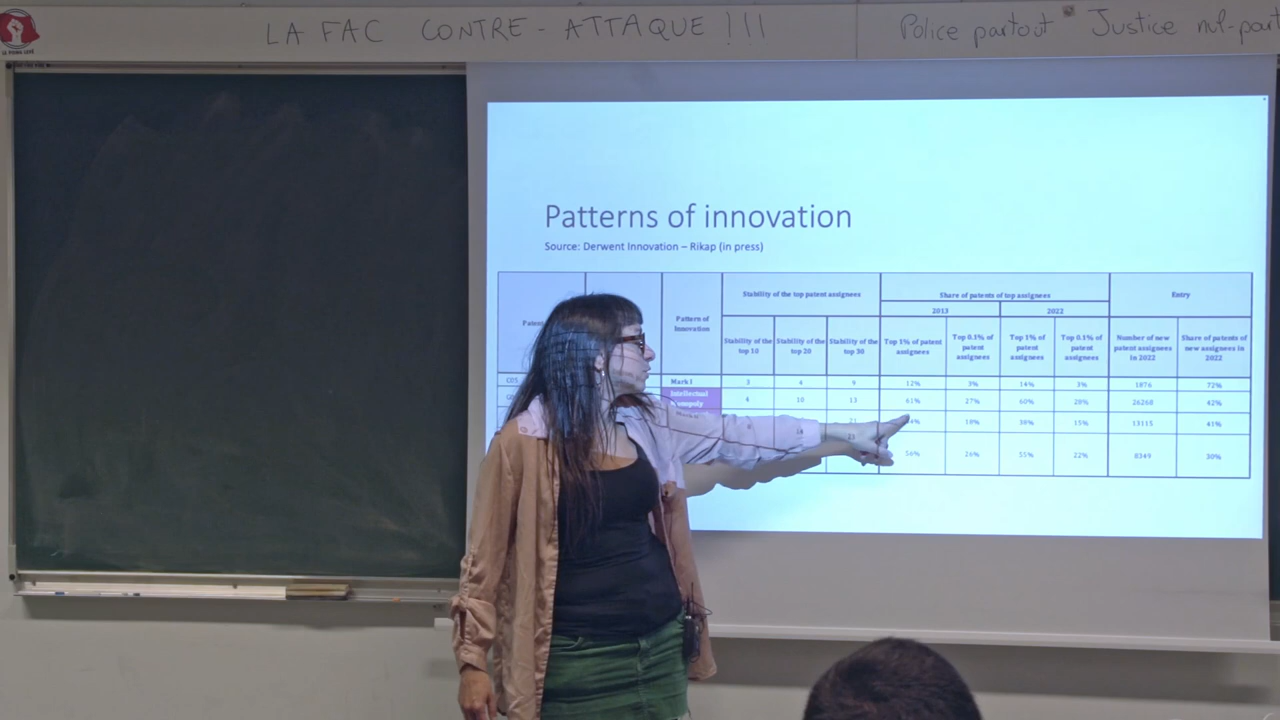 LA FAC CONTRE-ATTAQUE !!!
Police partout Justice nul-part
Patterns of innovation
Source: Derwent Innovation – Rikap (in press)
Pattern of Innovation
Stability of the top patent assignees
Share of patents of top assignees
Entry
2013
2022
Stability of the top 10
Stability of the top 20
Stability of the top 30
Top 1% of patent assignees
Top 0.1% of patent assignees
Top 1% of patent assignees
Top 0.1% of patent assignees
Number of new patent assignees in 2022
Share of patents of new assignees in 2022
Mark I 3 4 9 12% 3% 14% 3% 1876 72%
Intellectual monopoly 4 10 13 61% 27% 60% 28% 26260 42%
21 18% 38% 15% 13115 41%
56% 26% 55% 22% 8349 30%